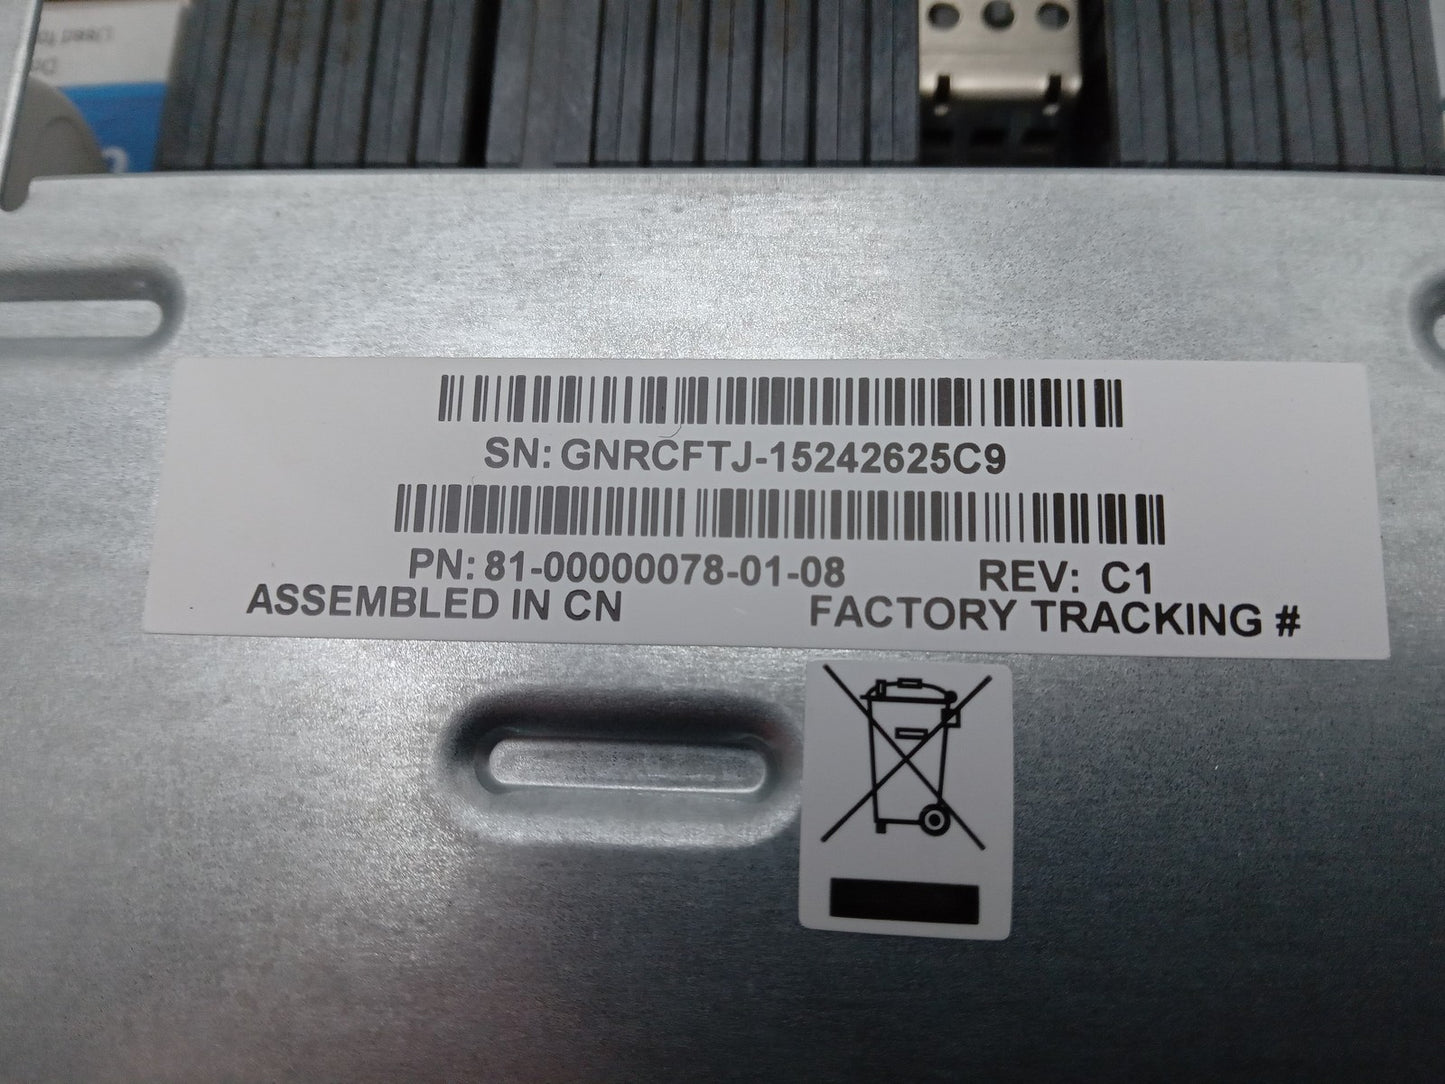 SN: GNRCFTJ-15242625C9
PN: 81-00000078-01-08 REV: C1
ASSEMBLED IN CN FACTORY TRACKING #